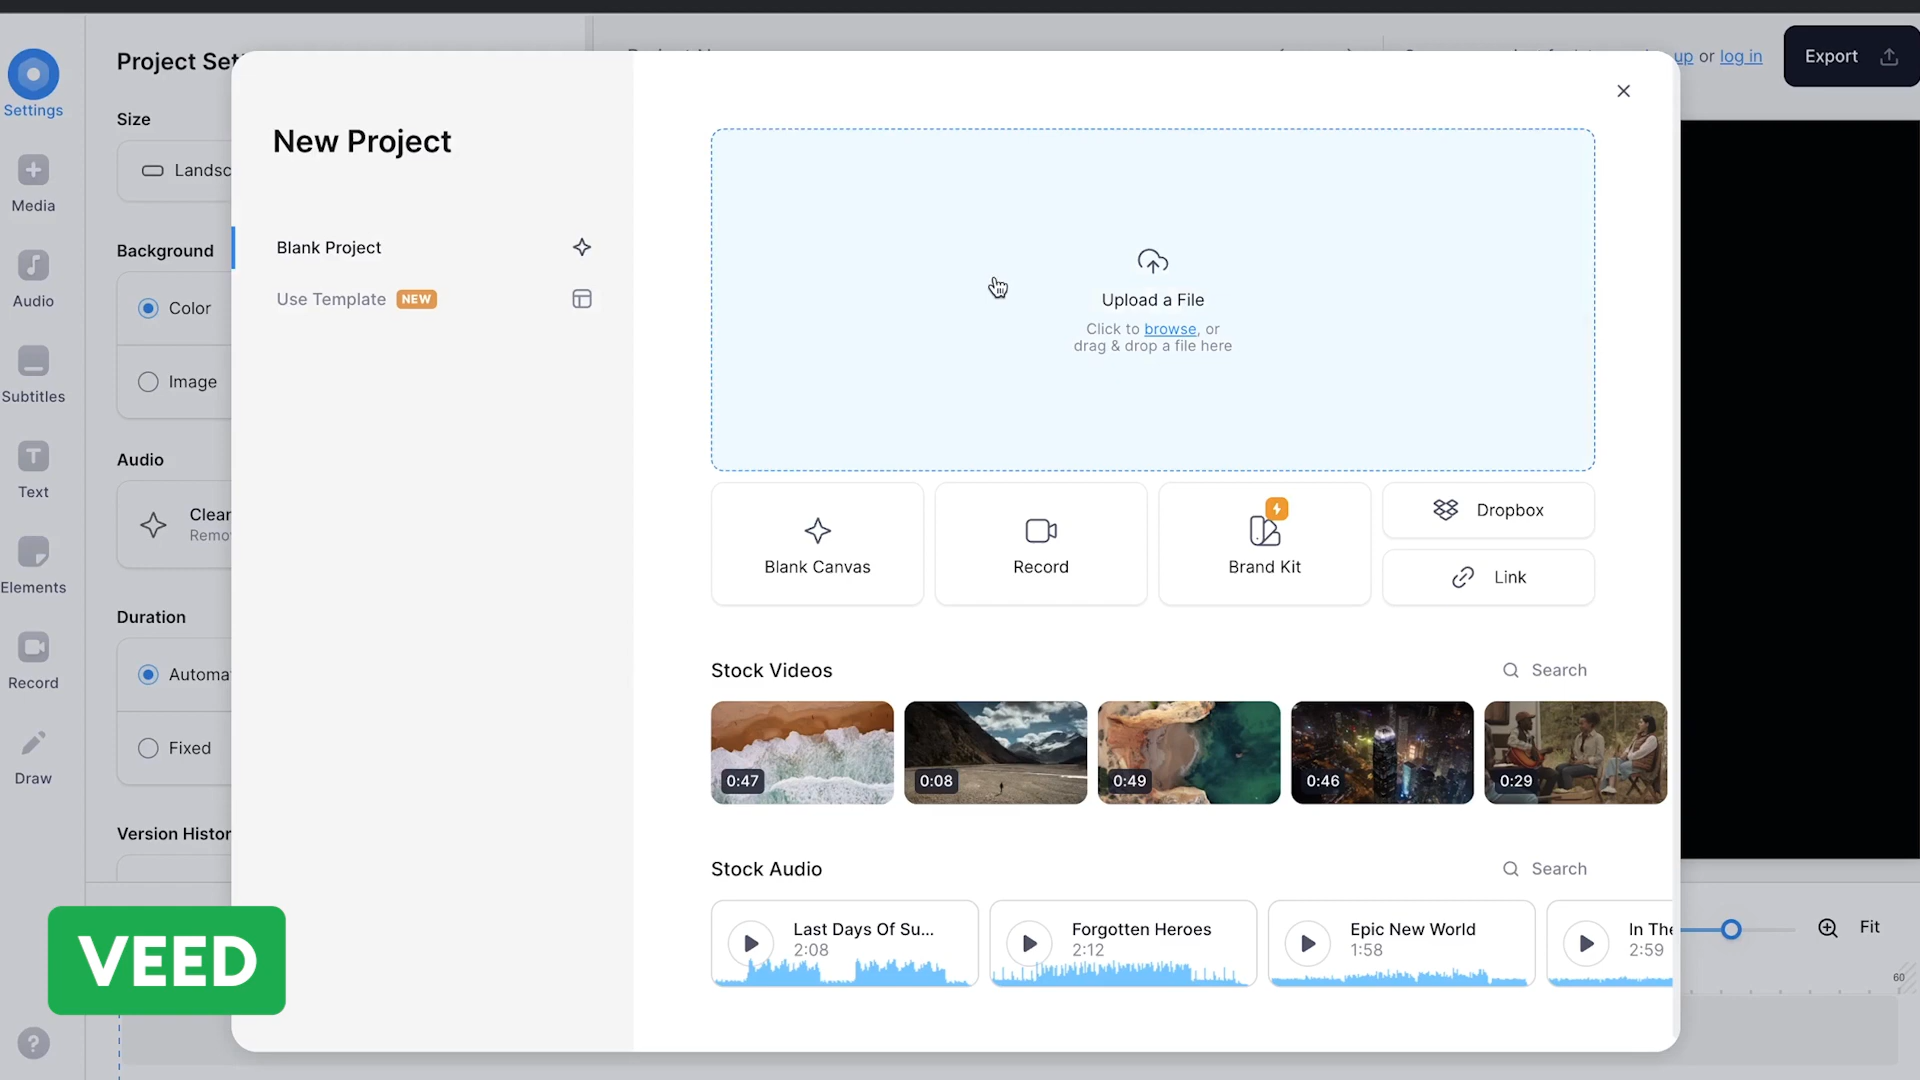 Project Set
up or log in
Export
Settings
Media
Audio
Subtitles
Text
Elements
Record
Draw
Size
Landsc
Background
Color
Image
Audio
Clean
Remo
Duration
Automa
Fixed
Version Histor
New Project
Blank Project
Use Template NEW
Upload a File
Click to browse, or
drag & drop a file here
Blank Canvas
Record
Brand Kit
Dropbox
Link
Stock Videos
Search
0:47
0:08
0:49
0:46
0:29
Stock Audio
Search
Last Days Of Su...
2:08
Forgotten Heroes
2:12
Epic New World
1:58
In The
2:59
Fit
60
VEED
?